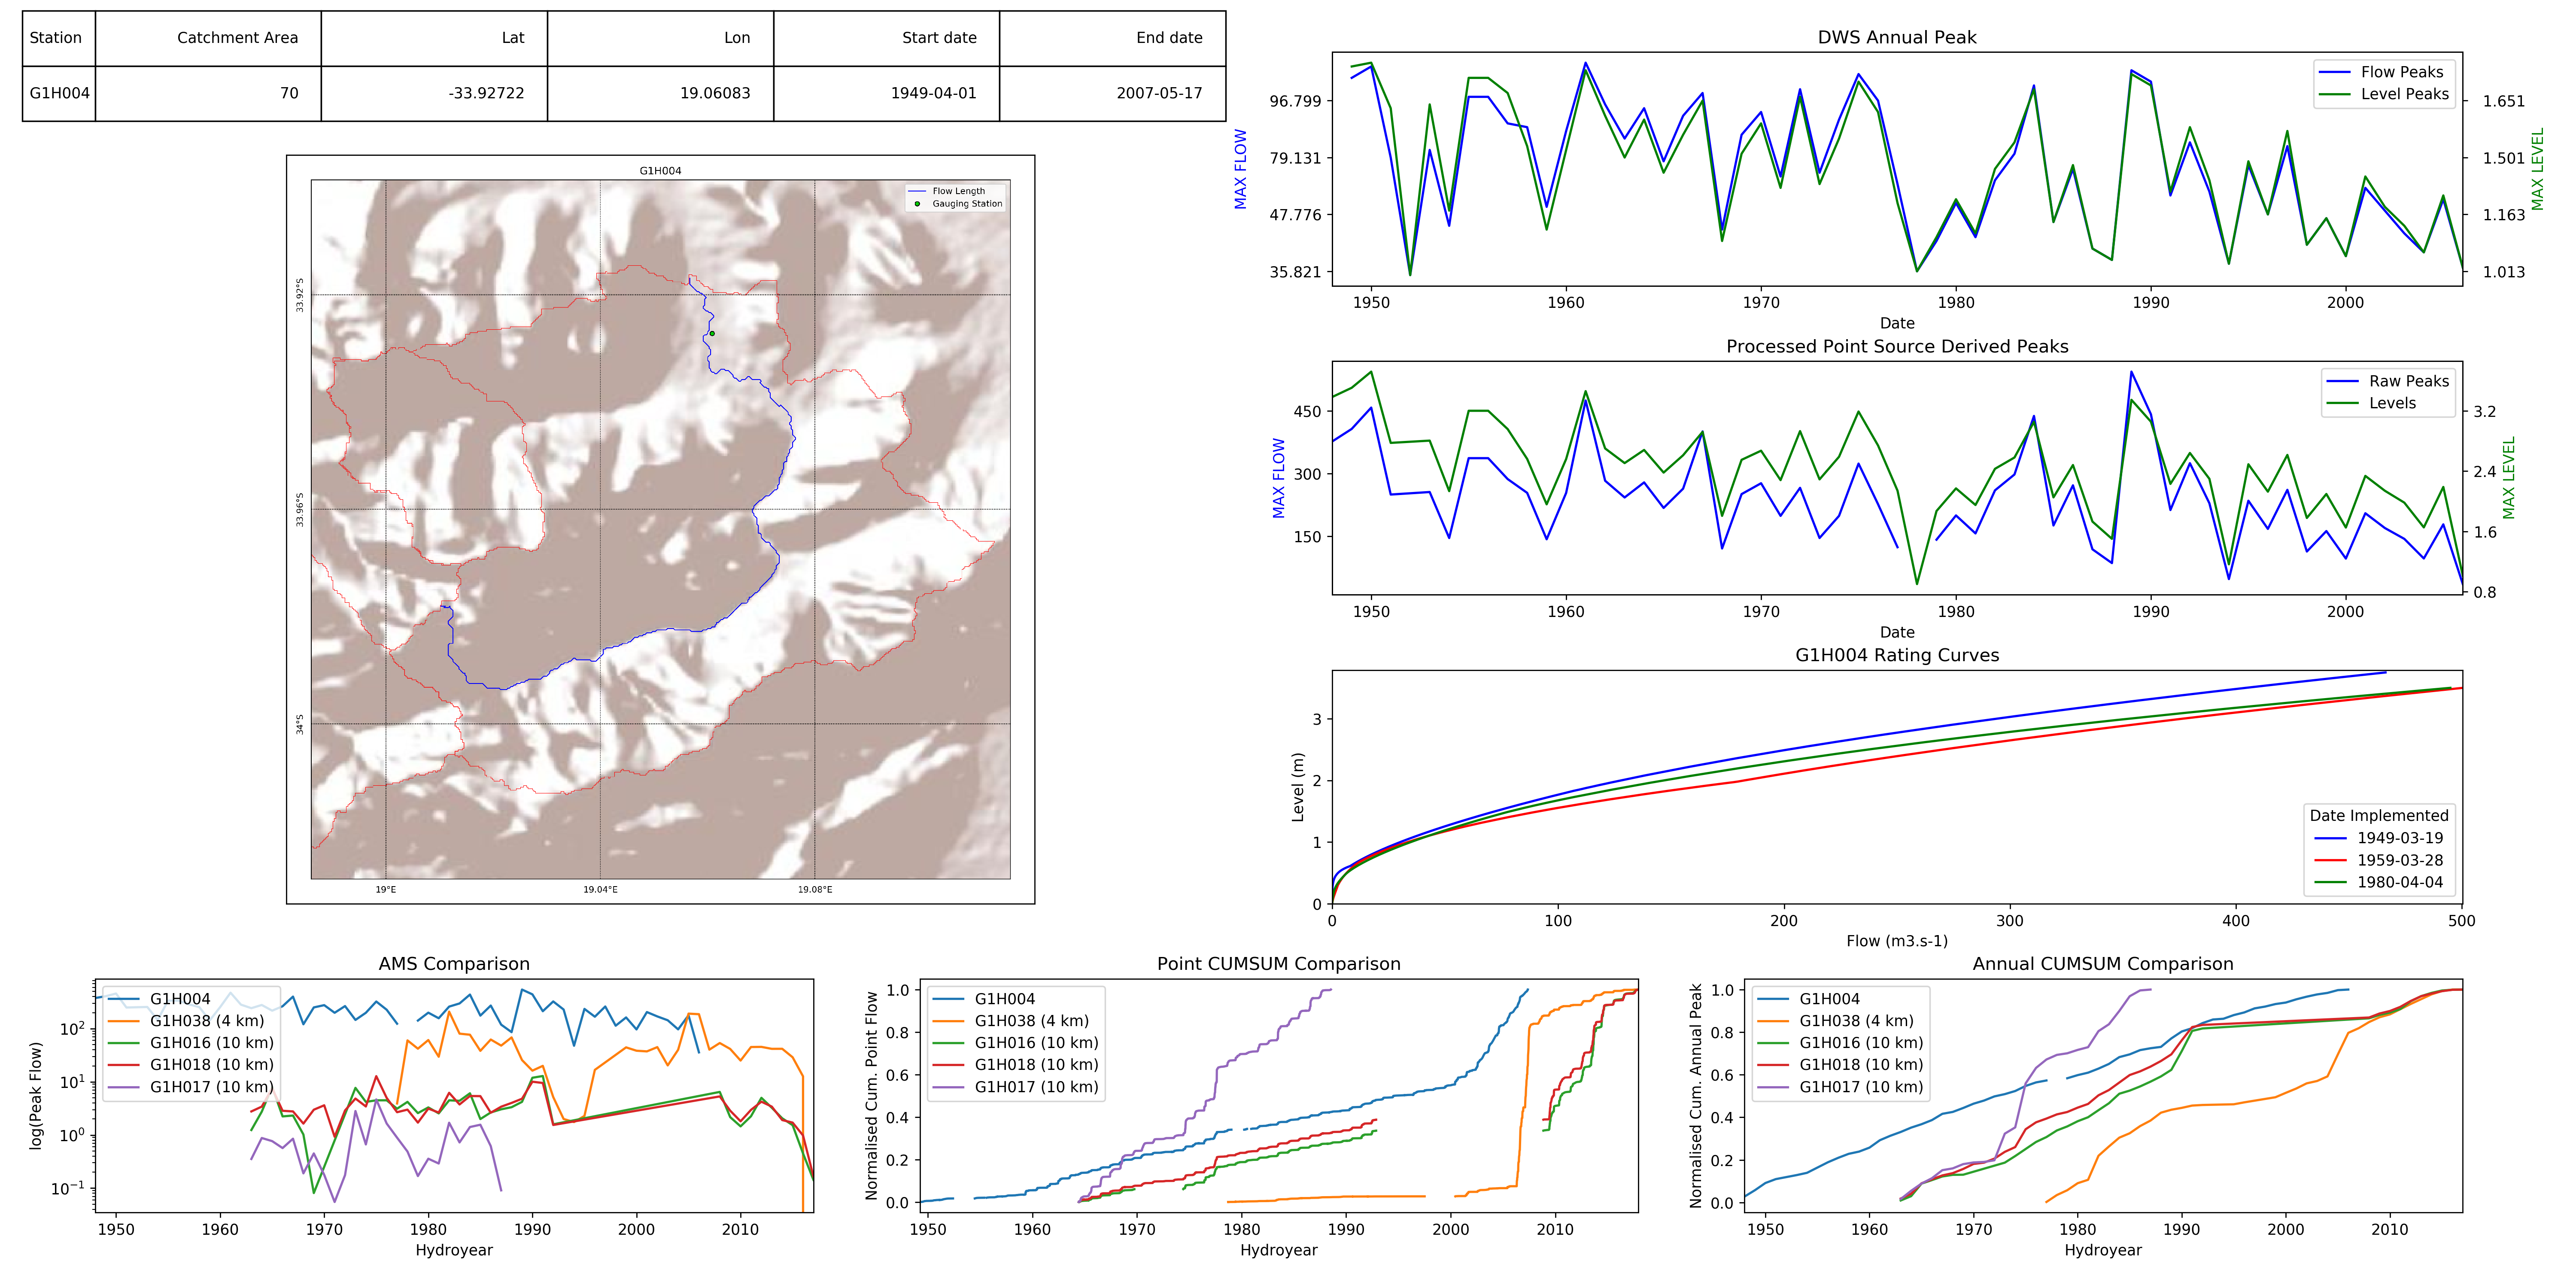 Station Catchment Area Lat Lon Start date End date
G1H004 70 -33.92722 19.06083 1949-04-01 2007-05-17
G1H004
Flow Length
Gauging Station
33.92°S
33.96°S
34°S
19°E 19.04°E 19.08°E
DWS Annual Peak
Flow Peaks
Level Peaks
MAX FLOW
96.799
79.131
47.776
35.821
1.651
1.501
1.163
1.013
MAX LEVEL
1950 1960 1970 1980 1990 2000
Date
Processed Point Source Derived Peaks
Raw Peaks
Levels
MAX FLOW
450
300
150
3.2
2.4
1.6
0.8
MAX LEVEL
1950 1960 1970 1980 1990 2000
Date
G1H004 Rating Curves
Level (m)
3
2
1
0
Date Implemented
1949-03-19
1959-03-28
1980-04-04
0 100 200 300 400 500
Flow (m3.s-1)
AMS Comparison
log(Peak Flow)
10²
10¹
10⁰
10⁻¹
G1H004
G1H038 (4 km)
G1H016 (10 km)
G1H018 (10 km)
G1H017 (10 km)
1950 1960 1970 1980 1990 2000 2010
Hydroyear
Point CUMSUM Comparison
Normalised Cum. Point Flow
1.0
0.8
0.6
0.4
0.2
0.0
G1H004
G1H038 (4 km)
G1H016 (10 km)
G1H018 (10 km)
G1H017 (10 km)
1950 1960 1970 1980 1990 2000 2010
Hydroyear
Annual CUMSUM Comparison
Normalised Cum. Annual Peak
1.0
0.8
0.6
0.4
0.2
0.0
G1H004
G1H038 (4 km)
G1H016 (10 km)
G1H018 (10 km)
G1H017 (10 km)
1950 1960 1970 1980 1990 2000 2010
Hydroyear